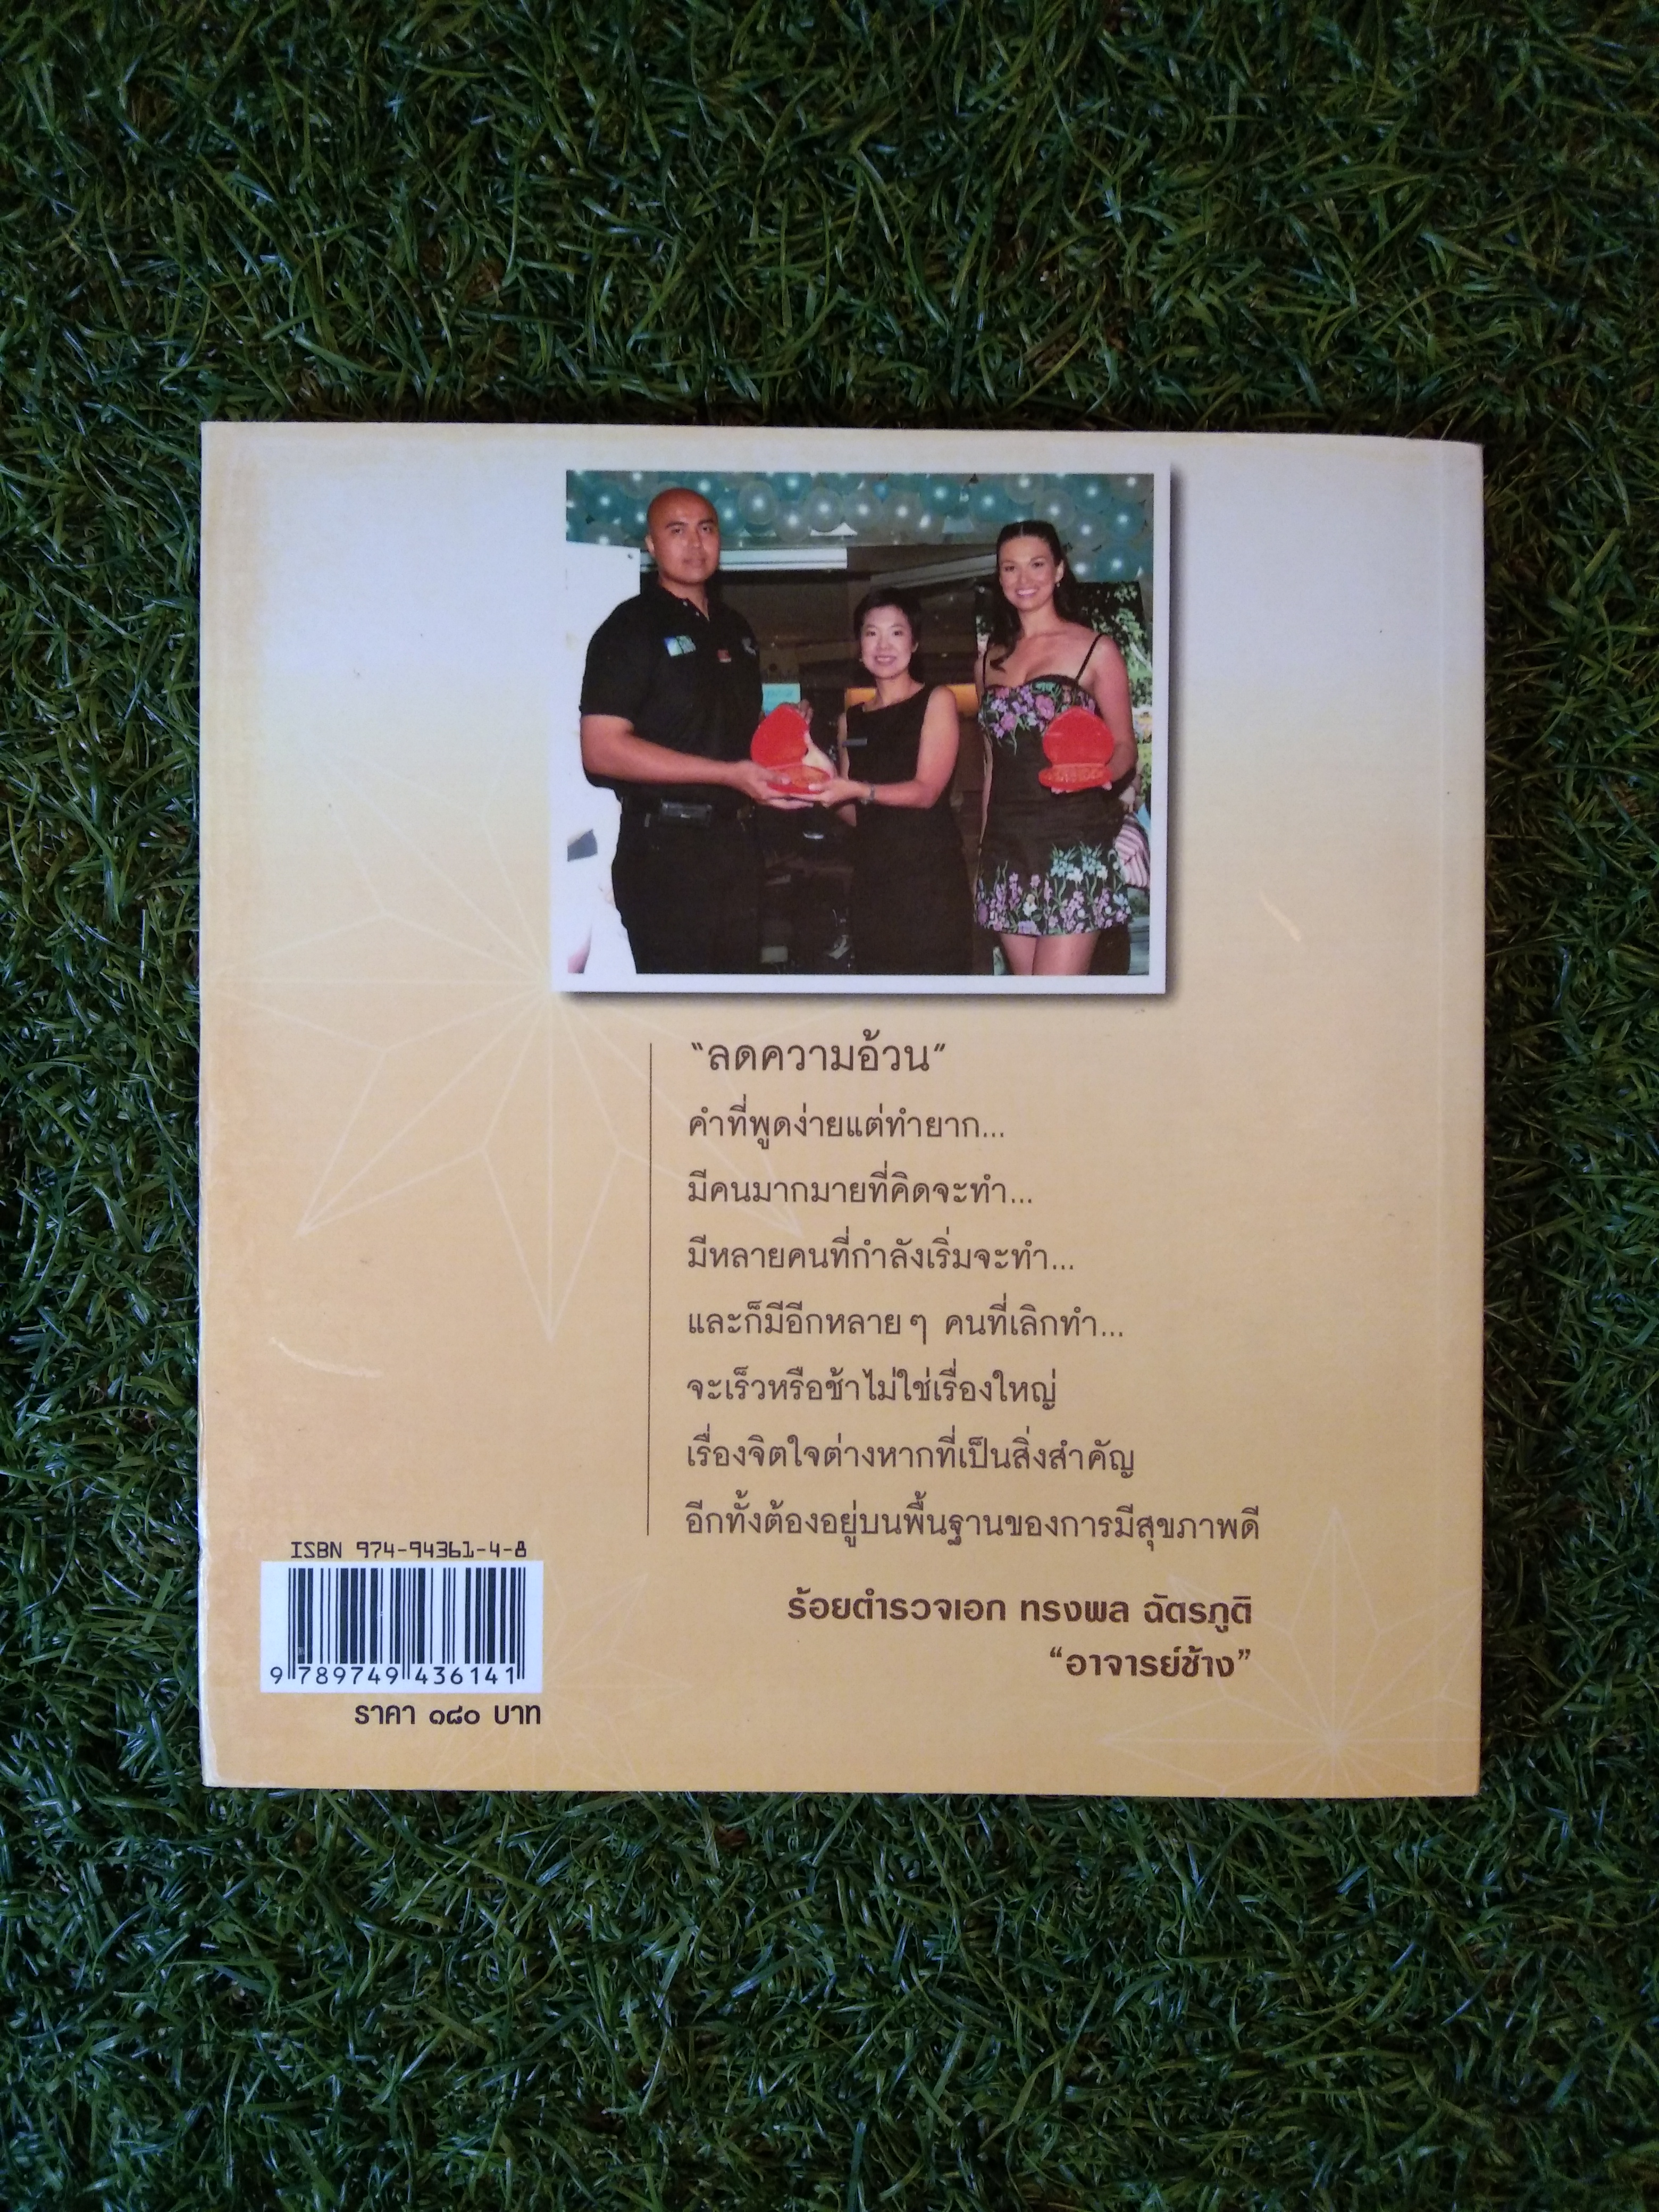 "ลดความอ้วน"
คำที่พูดง่ายแต่ทำยาก...
มีคนมากมายที่คิดจะทำ...
มีหลายคนที่กำลังเริ่มจะทำ...
และก็มีอีกหลาย ๆ คนที่เลิกทำ...
จะเร็วหรือช้าไม่ใช่เรื่องใหญ่
เรื่องจิตใจต่างหากที่เป็นสิ่งสำคัญ
อีกทั้งต้องอยู่บนพื้นฐานของการมีสุขภาพดี
ร้อยตำรวจเอก ทรงพล ฉัตรภูติ
“อาจารย์ช้าง”
ISBN 974-94361-4-8
9 789749 436141
ราคา ๑๘๐ บาท